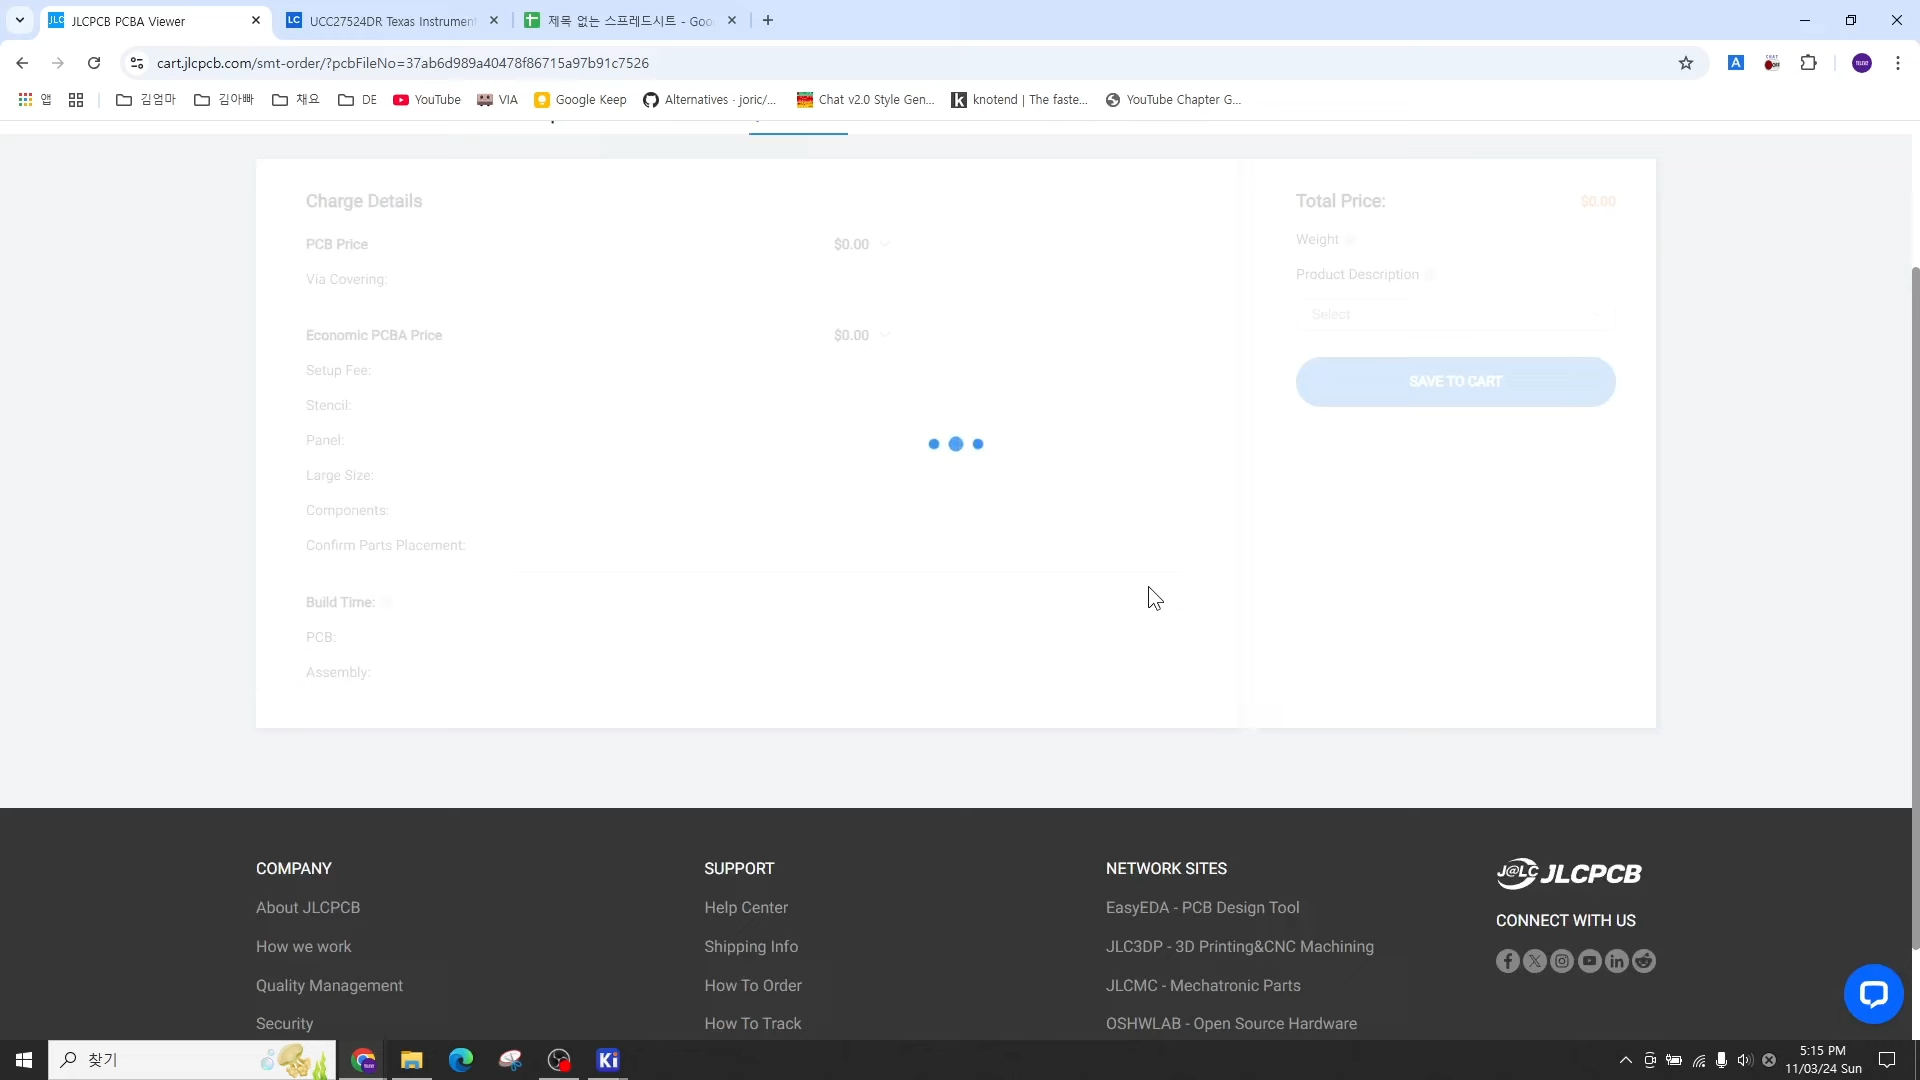 JLCPCB PCBA Viewer
UCC27524DR Texas Instrument
제목 없는 스프레드시트 - Goo
cart.jlcpcb.com/smt-order/?pcbFileNo=37ab6d989a40478f86715a97b91c7526
앱
김엄마
김아빠
채요
DE
YouTube
VIA
Google Keep
Alternatives · joric/...
Chat v2.0 Style Gen...
knotend | The faste...
YouTube Chapter G...
Charge Details
PCB Price $0.00
Via Covering:
Economic PCBA Price $0.00
Setup Fee:
Stencil:
Panel:
Large Size:
Components:
Confirm Parts Placement:
Build Time:
PCB:
Assembly:
Total Price: $0.00
Weight
Product Description
Select
SAVE TO CART
COMPANY
About JLCPCB
How we work
Quality Management
Security
SUPPORT
Help Center
Shipping Info
How To Order
How To Track
NETWORK SITES
EasyEDA - PCB Design Tool
JLC3DP - 3D Printing&CNC Machining
JLCMC - Mechatronic Parts
OSHWLAB - Open Source Hardware
J@LC JLCPCB
CONNECT WITH US
찾기
Ki
5:15 PM
11/03/24 Sun